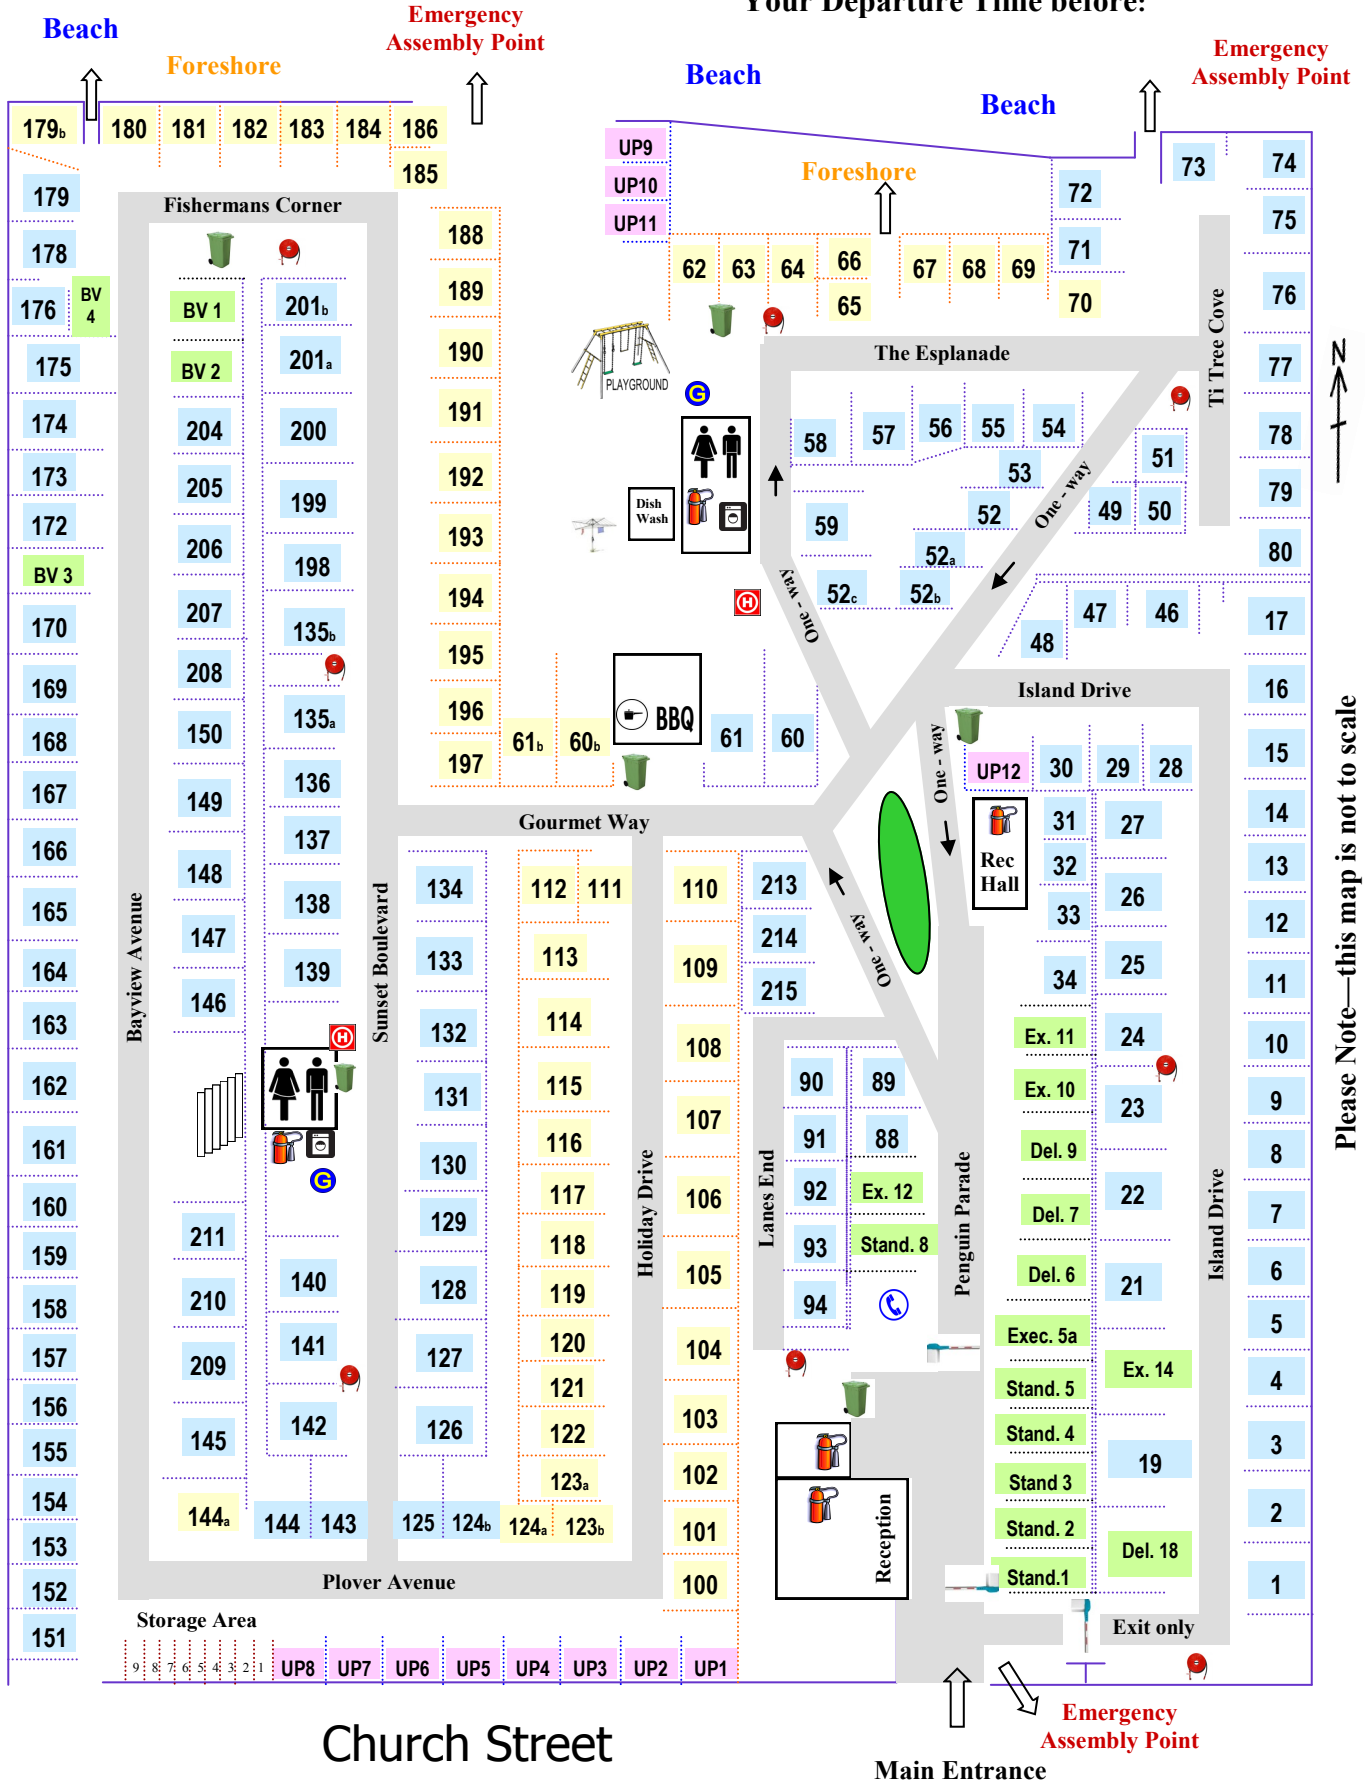 Your Departure Time before:
Emergency
Assembly Point
Beach
Foreshore
Emergency
Assembly Point
Beach
Beach
179b
180
181
182
183
184
186
185
UP9
UP10
UP11
Foreshore
72
71
70
73
74
75
76
77
78
79
80
179
178
176
BV
4
175
174
173
172
BV 3
170
169
168
167
166
165
164
163
162
161
160
159
158
157
156
155
154
153
152
151
Fishermans Corner
BV 1
BV 2
204
205
206
207
208
150
149
148
147
146
211
210
209
145
144a
201b
201a
200
199
198
135b
135a
136
137
138
139
H
G
140
141
142
144
143
Bayview Avenue
Sunset Boulevard
188
189
190
191
192
193
194
195
196
197
61b
60b
BBQ
61
60
PLAYGROUND
G
Dish
Wash
H
62
63
64
66
65
67
68
69
The Esplanade
Ti Tree Cove
58
57
56
55
54
53
52
52a
52b
52c
59
51
49
50
One - way
One - way
48
47
46
17
16
15
14
13
12
11
10
9
8
7
6
5
4
3
2
1
N
Please Note—this map is not to scale
Island Drive
One - way
UP12
30
29
28
Rec
Hall
31
32
33
34
27
26
25
24
23
22
21
Ex. 14
19
Del. 18
Ex. 11
Ex. 10
Del. 9
Del. 7
Del. 6
Exec. 5a
Stand. 5
Stand. 4
Stand 3
Stand. 2
Stand.1
Island Drive
Gourmet Way
One - way
134
133
132
131
130
129
128
127
126
125
124b
112
111
113
114
115
116
117
118
119
120
121
122
123a
124a
123b
Holiday Drive
110
109
108
107
106
105
104
103
102
101
100
213
214
215
Lanes End
90
89
91
88
92
Ex. 12
93
Stand. 8
94
Penguin Parade
Reception
Plover Avenue
Exit only
Storage Area
9
8
7
6
5
4
3
2
1
UP8
UP7
UP6
UP5
UP4
UP3
UP2
UP1
Church Street
Main Entrance
Emergency
Assembly Point